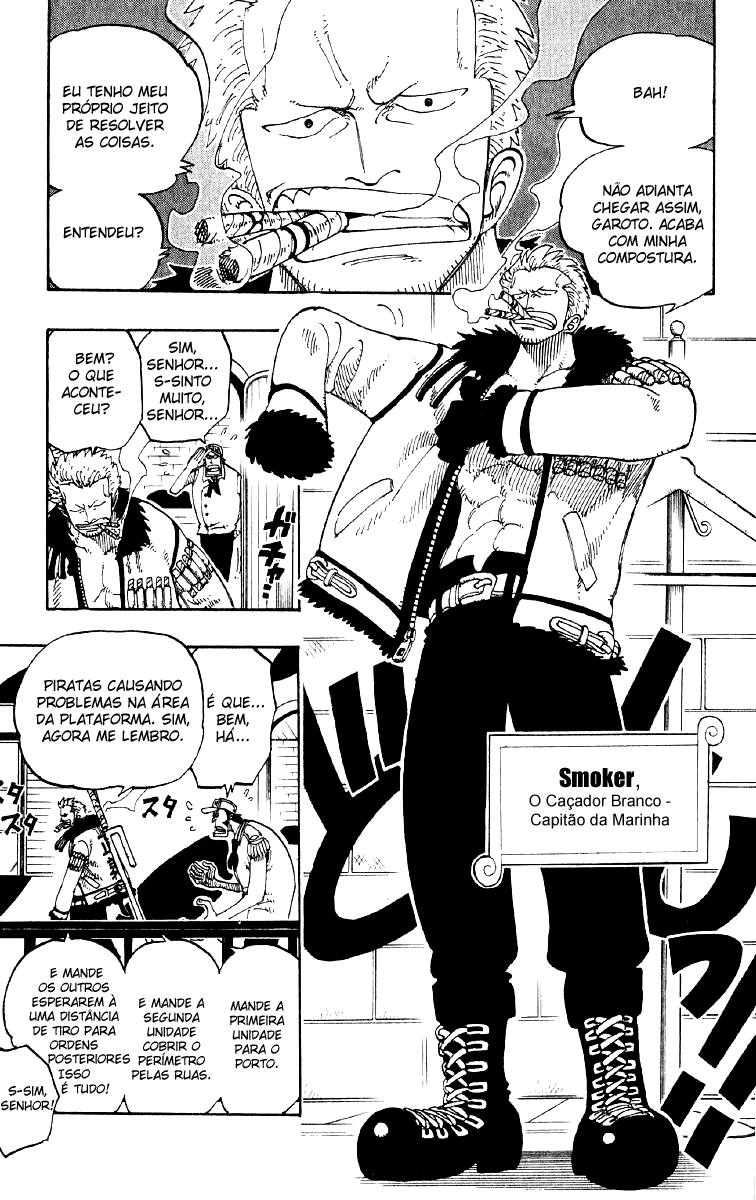 BAH!
NÃO ADIANTA
CHEGAR ASSIM,
GAROTO. ACABA
COM MINHA
COMPOSTURA.
EU TENHO MEU
PRÓPRIO JEITO
DE RESOLVER
AS COISAS.
ENTENDEU?
SIM,
SENHOR...
S-SINTO
MUITO,
SENHOR...
BEM?
O QUE
ACONTE-
CEU?
ガチャ..
É QUE...
BEM,
HÁ...
PIRATAS CAUSANDO
PROBLEMAS NA ÁREA
DA PLATAFORMA. SIM,
AGORA ME LEMBRO.
スタ
スタ
Smoker,
O Caçador Branco -
Capitão da Marinha
ドン!!
MANDE A
PRIMEIRA
UNIDADE
PARA O
PORTO.
E MANDE A
SEGUNDA
UNIDADE
COBRIR O
PERÍMETRO
PELAS RUAS.
E MANDE
OS OUTROS
ESPERAREM À
UMA DISTÂNCIA
DE TIRO PARA
ORDENS
POSTERIORES
ISSO
É TUDO!
S-SIM,
SENHOR!